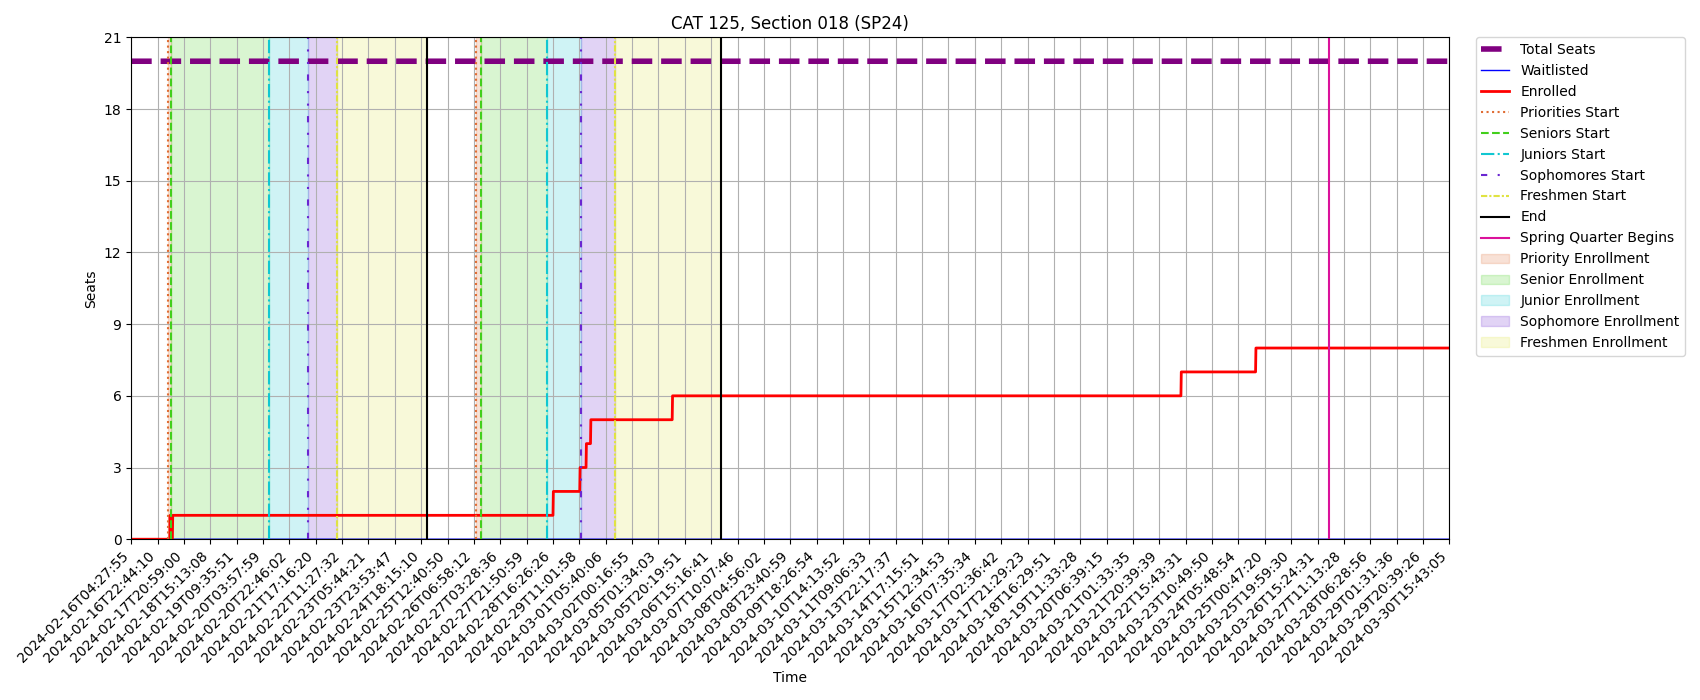 CAT 125, Section 018 (SP24)
21
18
15
12
9
6
3
0
Seats
2024-02-16T04:27:55
2024-02-16T22:44:10
2024-02-17T20:59:00
2024-02-18T15:13:08
2024-02-19T09:35:51
2024-02-20T03:57:59
2024-02-20T22:46:02
2024-02-21T17:16:20
2024-02-22T11:27:32
2024-02-23T05:44:21
2024-02-23T23:53:47
2024-02-24T18:15:10
2024-02-25T12:40:50
2024-02-26T06:58:12
2024-02-27T03:28:36
2024-02-27T21:50:59
2024-02-28T16:26:26
2024-02-29T11:01:58
2024-03-01T05:40:06
2024-03-02T00:16:55
2024-03-05T01:34:03
2024-03-05T20:19:51
2024-03-06T15:16:41
2024-03-07T10:07:46
2024-03-08T04:56:02
2024-03-08T23:40:59
2024-03-09T18:26:54
2024-03-10T14:13:52
2024-03-11T09:06:33
2024-03-13T22:17:37
2024-03-14T17:15:51
2024-03-15T12:34:53
2024-03-16T07:35:34
2024-03-17T02:36:42
2024-03-17T21:29:23
2024-03-18T16:29:51
2024-03-19T11:33:28
2024-03-20T06:39:15
2024-03-21T01:33:35
2024-03-21T20:39:39
2024-03-22T15:43:31
2024-03-23T10:49:50
2024-03-24T05:48:54
2024-03-25T00:47:20
2024-03-25T19:59:30
2024-03-26T15:24:31
2024-03-27T11:13:28
2024-03-28T06:28:56
2024-03-29T01:31:36
2024-03-29T20:39:26
2024-03-30T15:43:05
Time
Total Seats
Waitlisted
Enrolled
Priorities Start
Seniors Start
Juniors Start
Sophomores Start
Freshmen Start
End
Spring Quarter Begins
Priority Enrollment
Senior Enrollment
Junior Enrollment
Sophomore Enrollment
Freshmen Enrollment